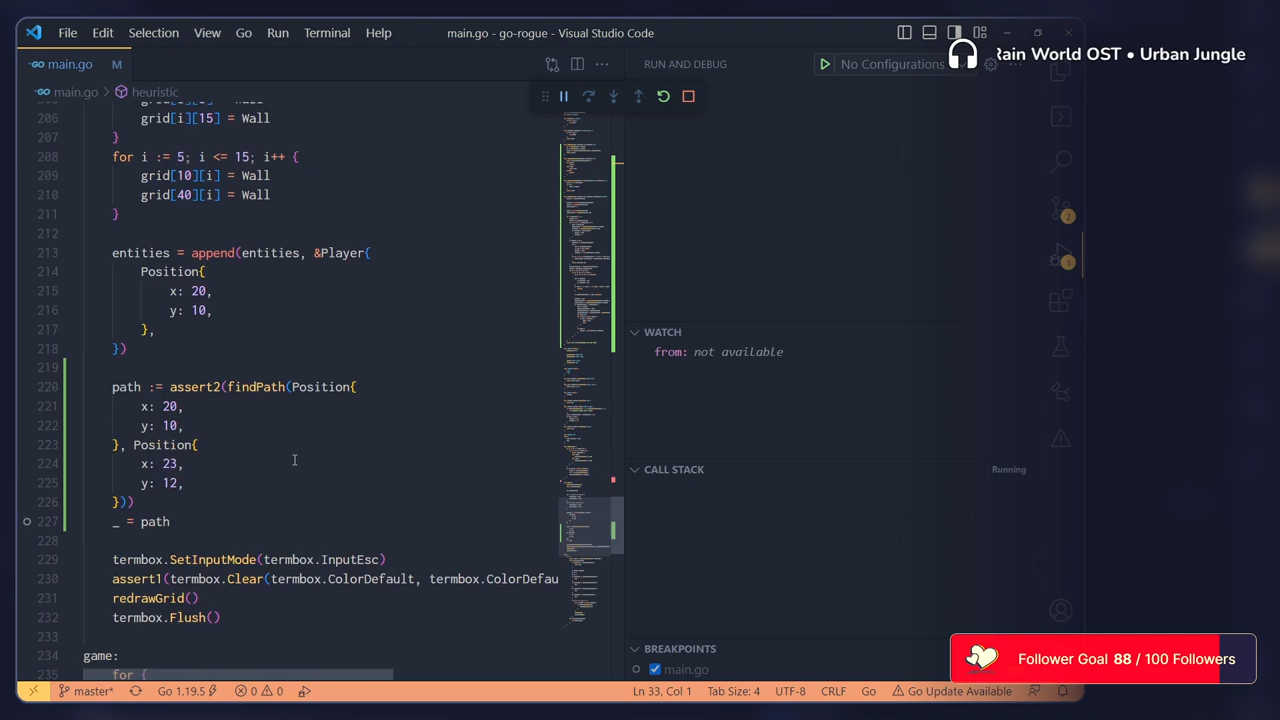 File Edit Selection View Go Run Terminal Help
main.go - go-rogue - Visual Studio Code
Rain World OST • Urban Jungle
main.go M
RUN AND DEBUG
No Configurations
main.go > heuristic
206 grid[i][15] = Wall
207 }
208 for i := 5; i <= 15; i++ {
209 grid[10][i] = Wall
210 grid[40][i] = Wall
211 }
212
213 entities = append(entities, &Player{
214 Position{
215 x: 20,
216 y: 10,
217 },
218 })
219
220 path := assert2(findPath(Position{
221 x: 20,
222 y: 10,
223 }, Position{
224 x: 23,
225 y: 12,
226 }))
227 _ = path
228
229 termbox.SetInputMode(termbox.InputEsc)
230 assert1(termbox.Clear(termbox.ColorDefault, termbox.ColorDefau
231 redrawGrid()
232 termbox.Flush()
233
234 game:
235 for {
WATCH
from: not available
CALL STACK Running
BREAKPOINTS
main.go
2
1
Follower Goal 88 / 100 Followers
master* Go 1.19.5 0 0 Ln 33, Col 1 Tab Size: 4 UTF-8 CRLF Go Go Update Available